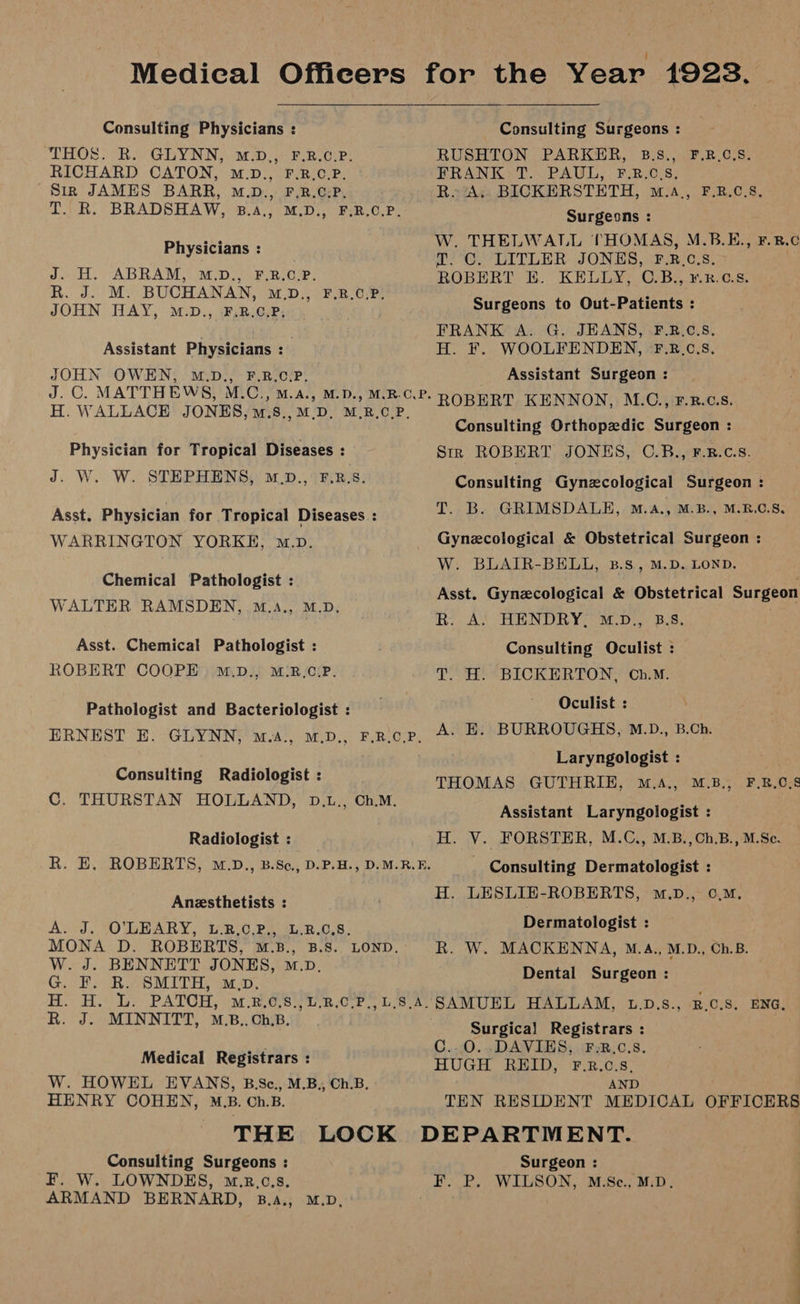 Medical Officers for the Year 1923.
Consulting Physicians :
THOS. R. GLYNN, M.D., F.R.C.P.
RICHARD CATON, M.D., F.R.C.P.
Sir JAMES BARR, M.D., F.R.C.P.
T. R. BRADSHAW, B.A., M.D., F.R.C.P.
Physicians :
J. H. ABRAM, M.D., F.R.C.P.
R. J. M. BUCHANAN, M.D., F.R.C.P.
JOHN HAY, M.D., F.R.C.P.
Assistant Physicians :
JOHN OWEN, M.D., F.R.C.P.
J. C. MATTHEWS, M.C., M.A., M.D., M.R.C.P.
H. WALLACE JONES, M.S., M.D. M.R.C.P.
Physician for Tropical Diseases :
J. W. W. STEPHENS, M.D., F.R.S.
Asst. Physician for Tropical Diseases :
WARRINGTON YORKE, M.D.
Chemical Pathologist :
WALTER RAMSDEN, M.A., M.D.
Asst. Chemical Pathologist :
ROBERT COOPE M.D., M.R.C.P.
Pathologist and Bacteriologist :
ERNEST E. GLYNN, M.A., M.D., F.R.C.P.
Consulting Radiologist :
C. THURSTAN HOLLAND, D.L., Ch.M.
Radiologist :
R. E. ROBERTS, M.D., B.Sc., D.P.H., D.M.R.E.
Anæsthetists :
A. J. O'LEARY, L.R.C.P., L.R.C.S.
MONA D. ROBERTS, M.B., B.S. LOND.
W. J. BENNETT JONES, M.D.
G. F. R. SMITH, M.D.
H. H. L. PATCH, M.R.C.S., L.R.C.P., L.S.A.
R. J. MINNITT, M.B., Ch.B.
Medical Registrars :
W. HOWEL EVANS, B.Sc., M.B., Ch.B.
HENRY COHEN, M.B. Ch.B.
Consulting Surgeons :
RUSHTON PARKER, B.S., F.R.C.S.
FRANK T. PAUL, F.R.C.S.
R. A. BICKERSTETH, M.A., F.R.C.S.
Surgeons :
W. THELWALL THOMAS, M.B.E., F.R.C
T. C. LITLER JONES, F.R.C.S.
ROBERT E. KELLY, C.B., F.R.C.S.
Surgeons to Out-Patients :
FRANK A. G. JEANS, F.R.C.S.
H. F. WOOLFENDEN, F.R.C.S.
Assistant Surgeon :
ROBERT KENNON, M.C., F.R.C.S.
Consulting Orthopædic Surgeon :
Sir ROBERT JONES, C.B., F.R.C.S.
Consulting Gynæcological Surgeon :
T. B. GRIMSDALE, M.A., M.B., M.R.C.S.
Gynæcological & Obstetrical Surgeon :
W. BLAIR-BELL, B.S, M.D. LOND.
Asst. Gynæcological & Obstetrical Surgeon
R. A. HENDRY, M.D., B.S.
Consulting Oculist :
T. H. BICKERTON, Ch.M.
Oculist :
A. E. BURROUGHS, M.D., B.Ch.
Laryngologist :
THOMAS GUTHRIE, M.A., M.B., F.R.C.S
Assistant Laryngologist :
H. V. FORSTER, M.C., M.B., Ch.B., M.Sc.
Consulting Dermatologist :
H. LESLIE-ROBERTS, M.D., C.M.
Dermatologist :
R. W. MACKENNA, M.A., M.D., Ch.B.
Dental Surgeon :
SAMUEL HALLAM, L.D.S., R.C.S. ENG.
Surgical Registrars :
C. O. DAVIES, F.R.C.S.
HUGH REID, F.R.C.S.
AND
TEN RESIDENT MEDICAL OFFICERS
THE LOCK DEPARTMENT.
Consulting Surgeons :
F. W. LOWNDES, M.R.C.S.
ARMAND BERNARD, B.A., M.D.
Surgeon :
F. P. WILSON, M.Sc., M.D.